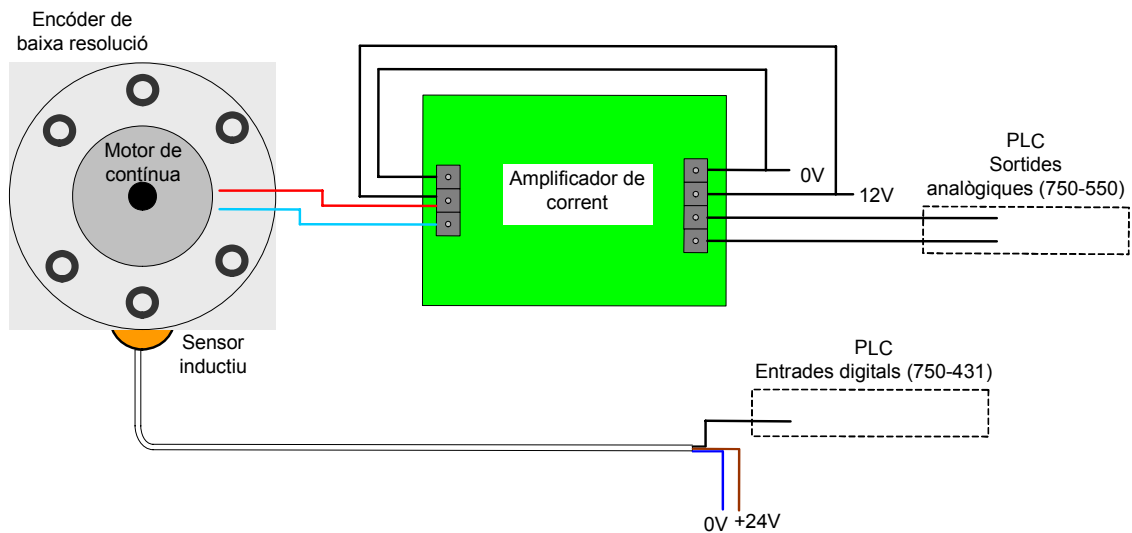 Encóder de
baixa resolució
Motor de
contínua
Amplificador de
corrent
0V
12V
PLC
Sortides
analògiques (750-550)
Sensor
inductiu
PLC
Entrades digitals (750-431)
0V
+24V